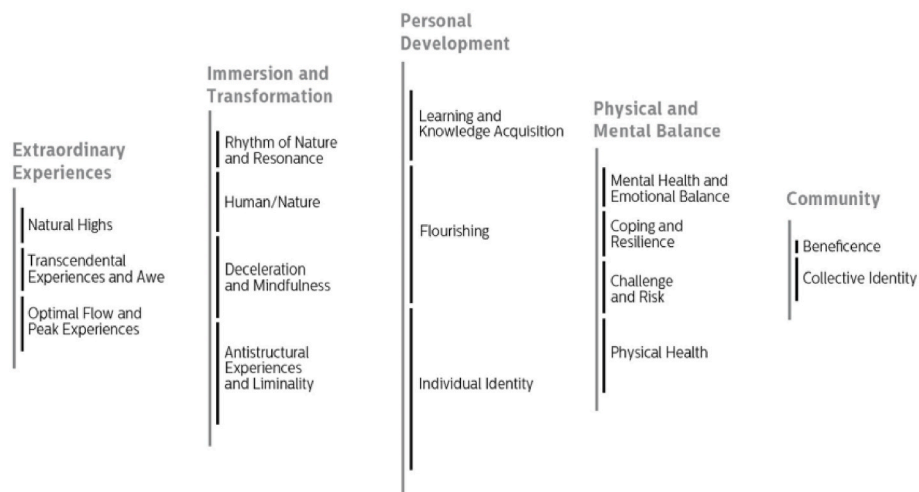 Extraordinary
Experiences
Natural Highs
Transcendental
Experiences and Awe
Optimal Flow and
Peak Experiences
Immersion and
Transformation
Rhythm of Nature
and Resonance
Human/Nature
Deceleration
and Mindfulness
Antistructural
Experiences
and Liminality
Personal
Development
Learning and
Knowledge Acquisition
Flourishing
Individual Identity
Physical and
Mental Balance
Mental Health and
Emotional Balance
Coping and
Resilience
Challenge
and Risk
Physical Health
Community
Beneficence
Collective Identity